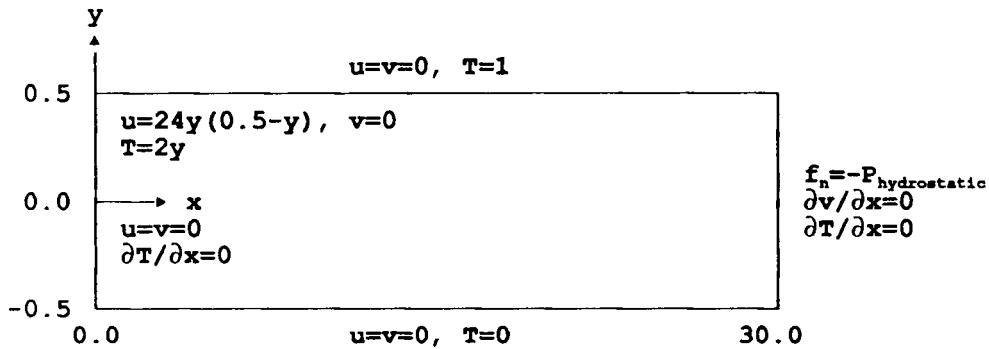 y
u=v=0, T=1
0.5
u=24y(0.5-y), v=0
T=2y
fₙ=-P_hydrostatic
0.0
x
∂v/∂x=0
u=v=0
∂T/∂x=0
∂T/∂x=0
-0.5
0.0
u=v=0, T=0
30.0